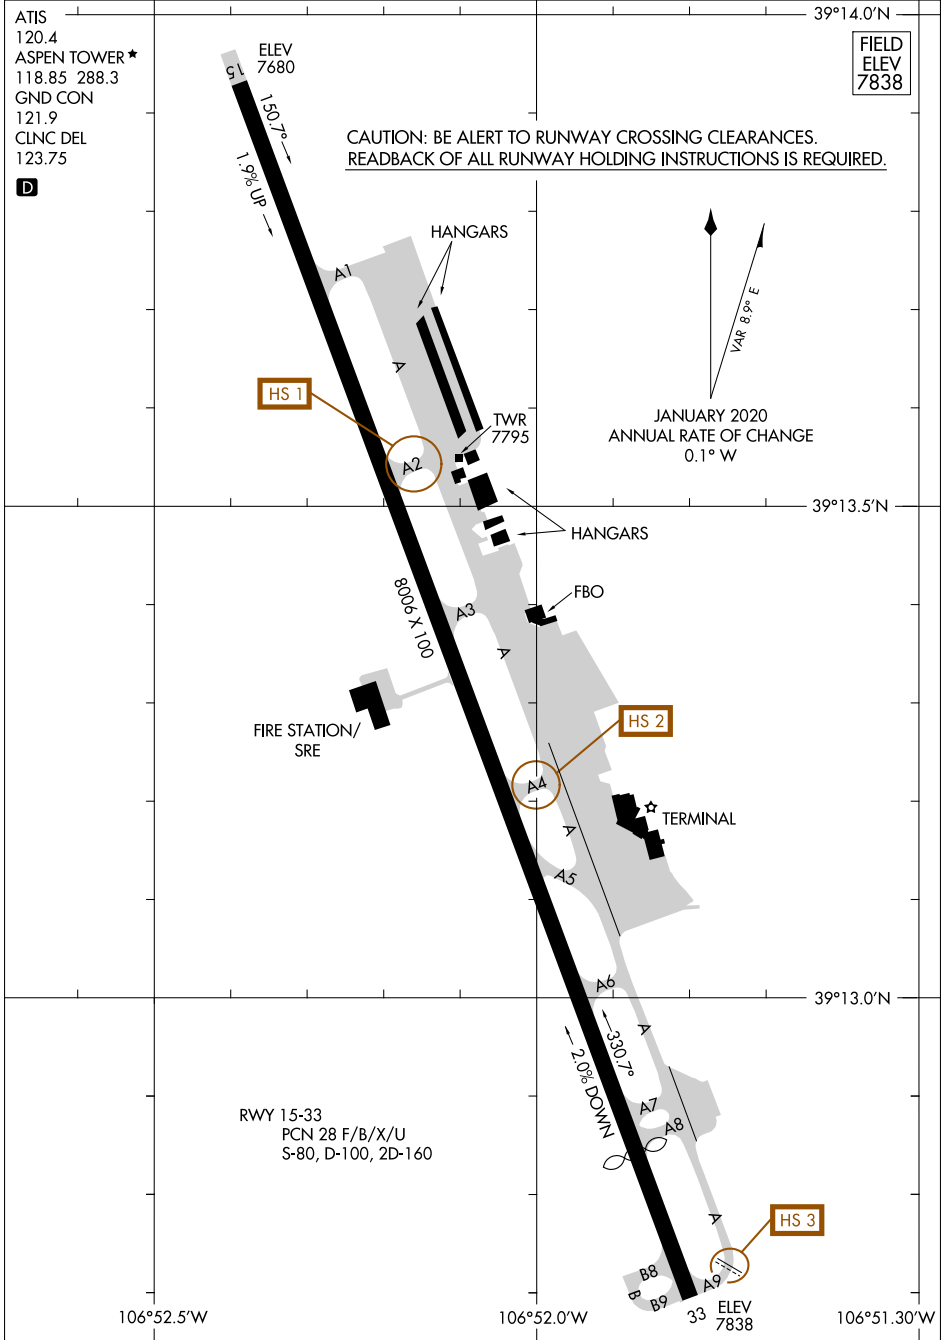 ATIS
120.4
ASPEN TOWER★
118.85 288.3
GND CON
121.9
CLNC DEL
123.75
D
39°14.0'N
FIELD
ELEV
7838
ELEV
7680
15
150.7°
1.9% UP
CAUTION: BE ALERT TO RUNWAY CROSSING CLEARANCES.
READBACK OF ALL RUNWAY HOLDING INSTRUCTIONS IS REQUIRED.
HANGARS
A1
VAR 8.9° E
A
HS 1
JANUARY 2020
ANNUAL RATE OF CHANGE
0.1° W
TWR
7795
A2
39°13.5'N
HANGARS
8006 X 100
FBO
A3
A
FIRE STATION/
SRE
HS 2
A4
TERMINAL
A
A5
A6
39°13.0'N
A
330.7°
2.0% DOWN
A7
A8
RWY 15-33
PCN 28 F/B/X/U
S-80, D-100, 2D-160
A
HS 3
B8
A9
B
B9
33
ELEV
7838
106°52.5'W
106°52.0'W
106°51.30'W